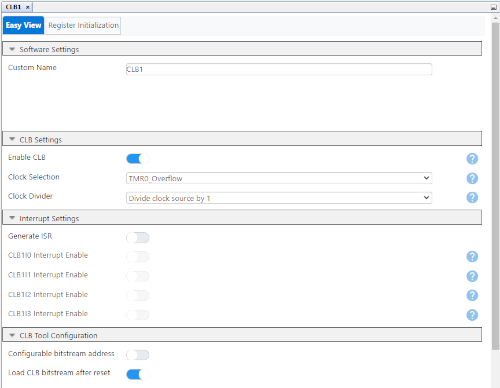 CLB1
Easy View Register Initialization
Software Settings
Custom Name CLB1
CLB Settings
Enable CLB
Clock Selection TMR0_Overflow
Clock Divider Divide clock source by 1
Interrupt Settings
Generate ISR
CLB1I0 Interrupt Enable
CLB1I1 Interrupt Enable
CLB1I2 Interrupt Enable
CLB1I3 Interrupt Enable
CLB Tool Configuration
Configurable bitstream address
Load CLB bitstream after reset